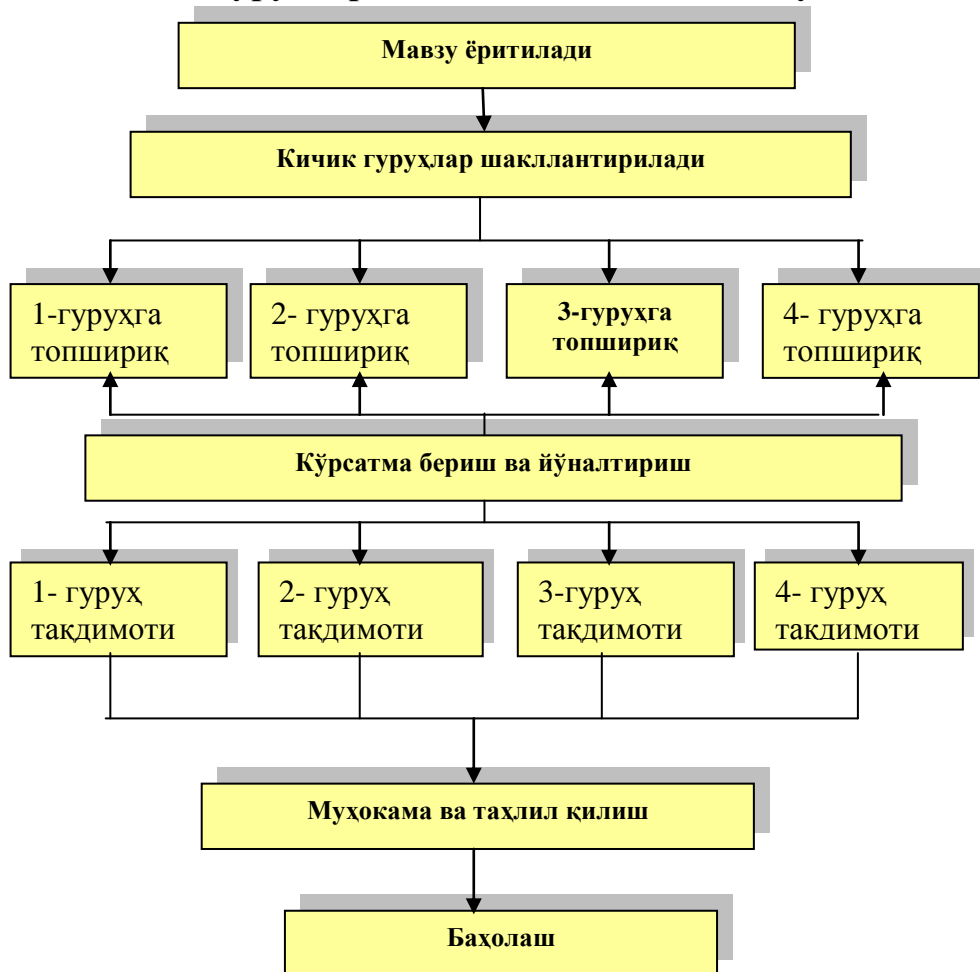 Мавзу ёритилади
Кичик гуруҳлар шакллантирилади
1-гуруҳга
топшириқ
2- гуруҳга
топшириқ
3-гуруҳга
топшириқ
4- гуруҳга
топшириқ
Кўрсатма бериш ва йўналтириш
1- гуруҳ
тақдимоти
2- гуруҳ
тақдимоти
3-гуруҳ
тақдимоти
4- гуруҳ
тақдимоти
Муҳокама ва таҳлил қилиш
Баҳолаш